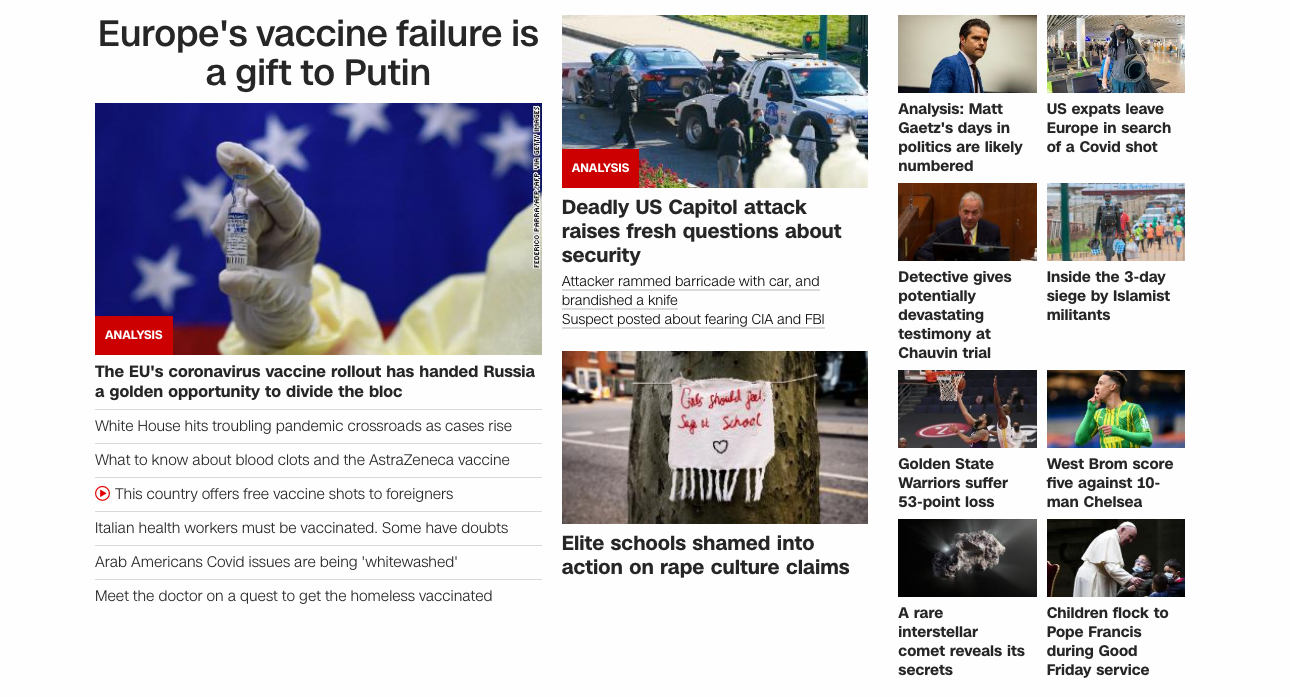 Europe's vaccine failure is
a gift to Putin
FEDERICO PARRA/AFP/AFP VIA GETTY IMAGES
ANALYSIS
The EU's coronavirus vaccine rollout has handed Russia
a golden opportunity to divide the bloc
White House hits troubling pandemic crossroads as cases rise
What to know about blood clots and the AstraZeneca vaccine
This country offers free vaccine shots to foreigners
Italian health workers must be vaccinated. Some have doubts
Arab Americans Covid issues are being 'whitewashed'
Meet the doctor on a quest to get the homeless vaccinated
ANALYSIS
Deadly US Capitol attack
raises fresh questions about
security
Attacker rammed barricade with car, and
brandished a knife
Suspect posted about fearing CIA and FBI
Girls should feel
Safe at School
Elite schools shamed into
action on rape culture claims
Analysis: Matt
Gaetz's days in
politics are likely
numbered
US expats leave
Europe in search
of a Covid shot
Detective gives
potentially
devastating
testimony at
Chauvin trial
Inside the 3-day
siege by Islamist
militants
Golden State
Warriors suffer
53-point loss
West Brom score
five against 10-
man Chelsea
A rare
interstellar
comet reveals its
secrets
Children flock to
Pope Francis
during Good
Friday service